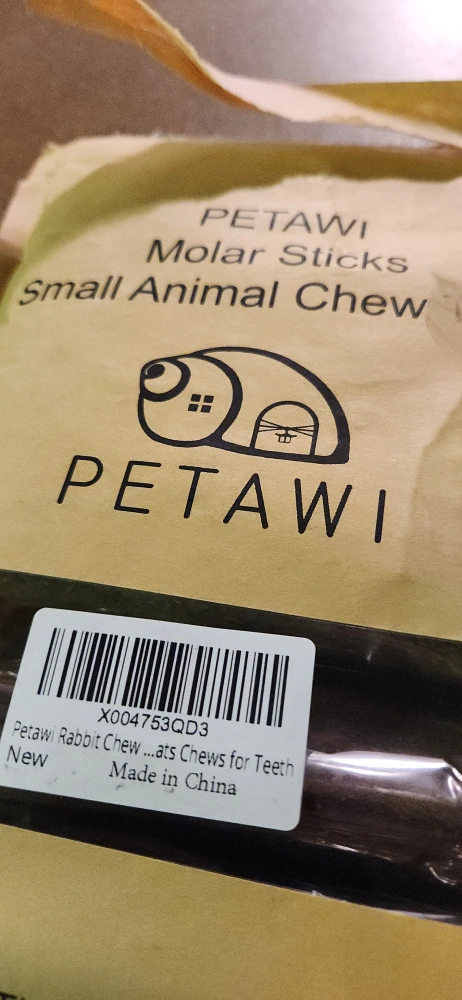 PETAWI
Molar Sticks
Small Animal Chew
PETAWI
X004753QD3
Petawi Rabbit Chew ...ats Chews for Teeth
New
Made in China